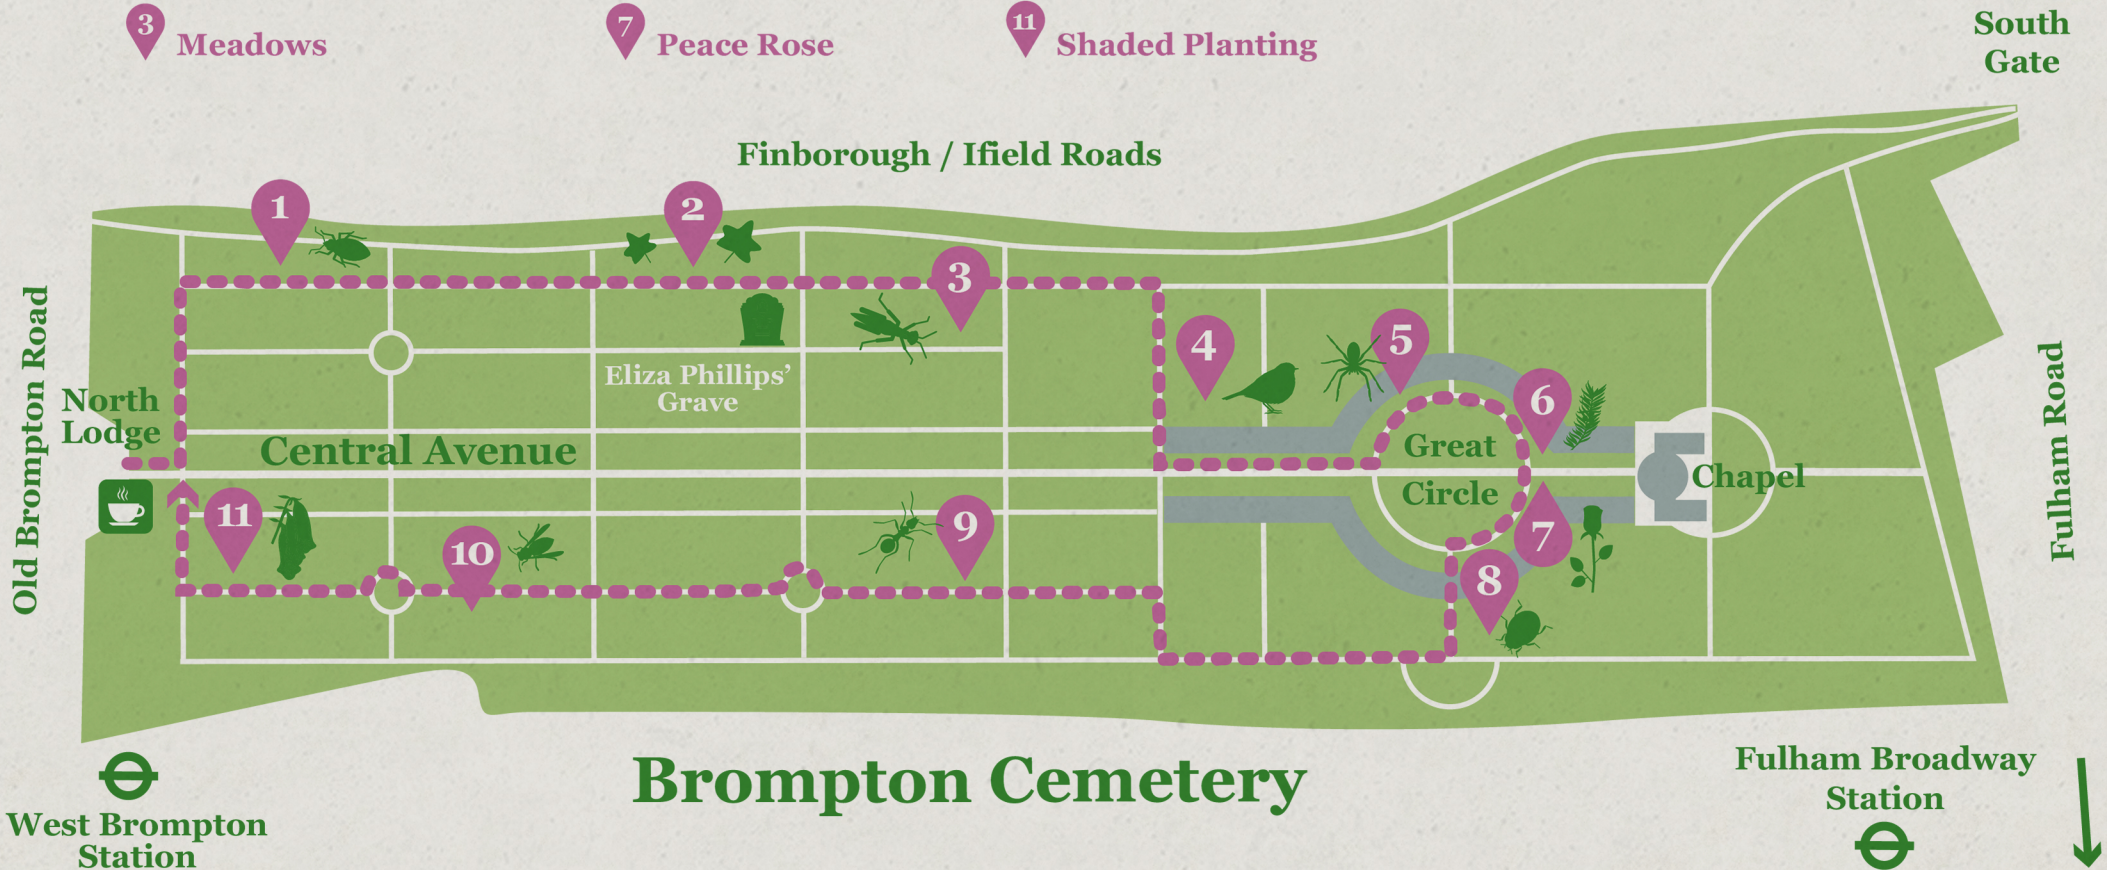 3 Meadows
7 Peace Rose
11 Shaded Planting
South
Gate
Finborough / Ifield Roads
1
2
3
4
5
6
Old Brompton Road
North
Lodge
Eliza Phillips’
Grave
Central Avenue
Great
Circle
Chapel
Fulham Road
11
10
9
8
7
Brompton Cemetery
West Brompton
Station
Fulham Broadway
Station